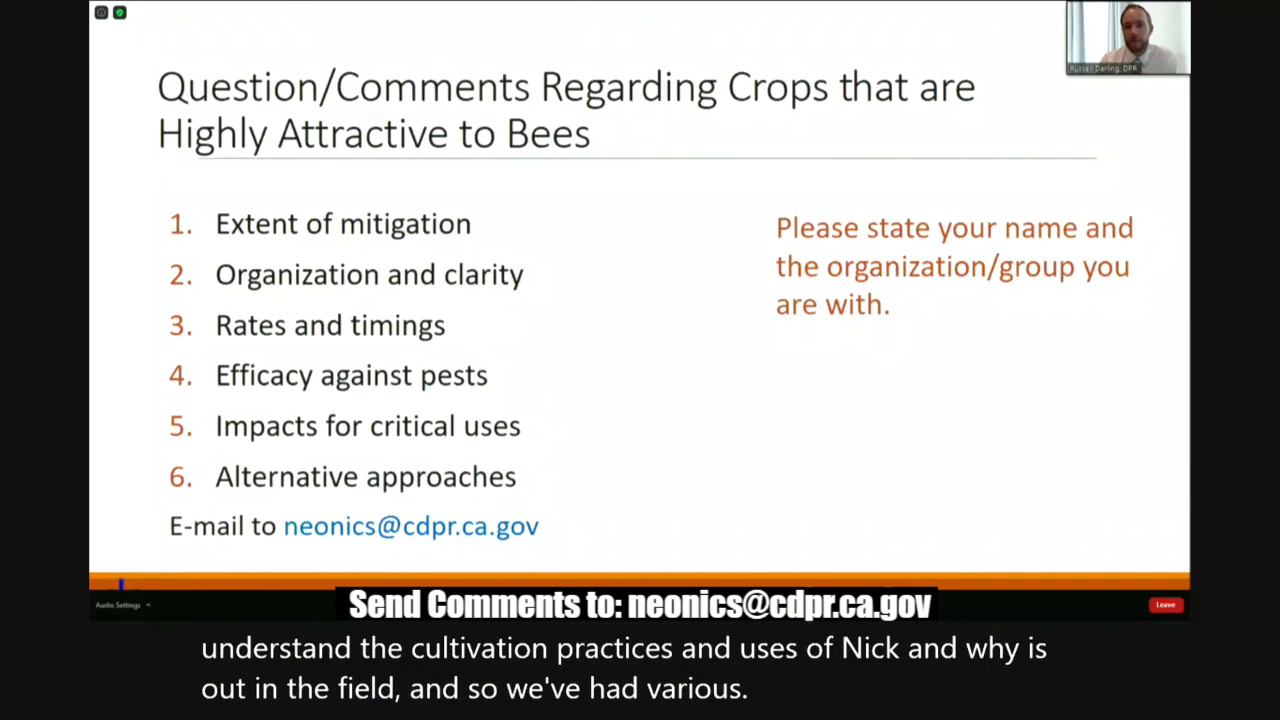 Question/Comments Regarding Crops that are
Highly Attractive to Bees
Russell Darling, DPR
1. Extent of mitigation
2. Organization and clarity
3. Rates and timings
4. Efficacy against pests
5. Impacts for critical uses
6. Alternative approaches
E-mail to neonics@cdpr.ca.gov
Please state your name and
the organization/group you
are with.
Audio Settings
Send Comments to: neonics@cdpr.ca.gov
Leave
understand the cultivation practices and uses of Nick and why is
out in the field, and so we've had various.